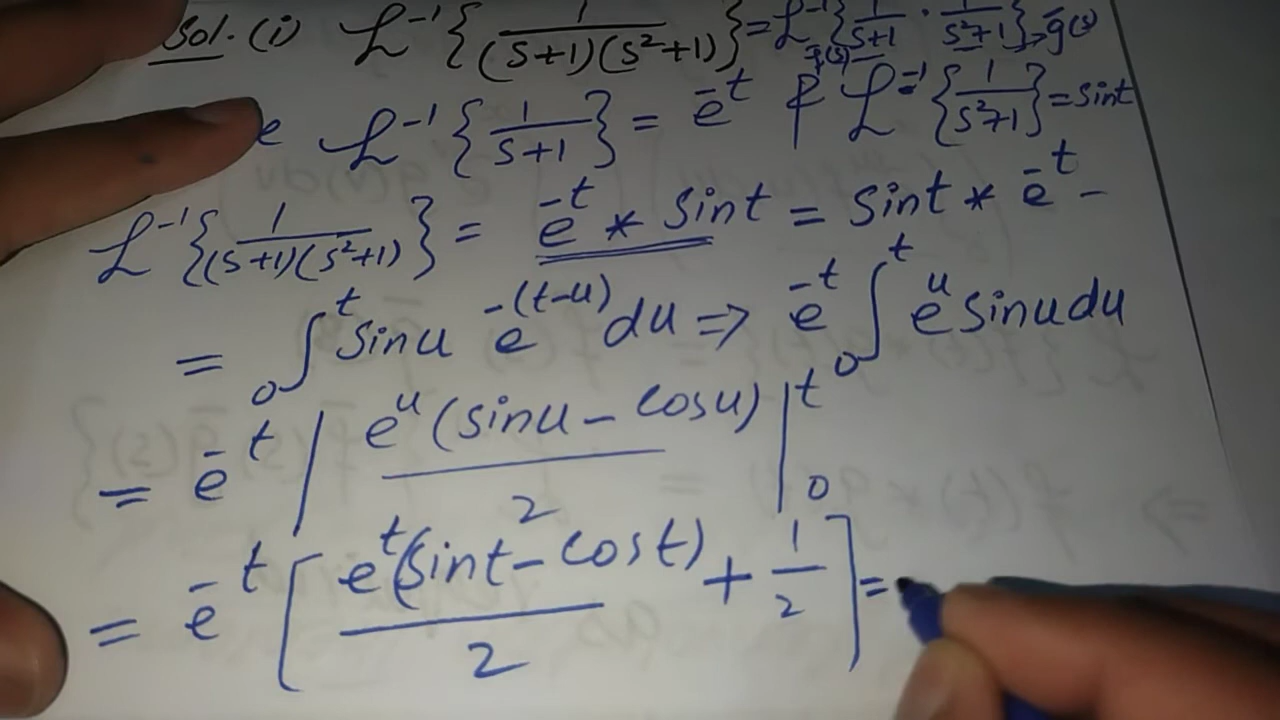 Sol. (i) ℒ⁻¹{1/((s+1)(s²+1))} = ℒ⁻¹{1/(s+1) · 1/(s²+1)} ḡ(s)
f̄(s)
e ℒ⁻¹{1/(s+1)} = e⁻ᵗ & ℒ⁻¹{1/(s²+1)} = sint
ℒ⁻¹{1/((s+1)(s²+1))} = e⁻ᵗ * sint = sint * e⁻ᵗ –
= ∫₀ᵗ sinu e^-(t-u) du ⇒ e⁻ᵗ ∫₀ᵗ eᵘ sinu du
= e⁻ᵗ | eᵘ(sinu – cosu)/2 |₀ᵗ
= e⁻ᵗ [ eᵗ(sint – cost)/2 + 1/2 ] =